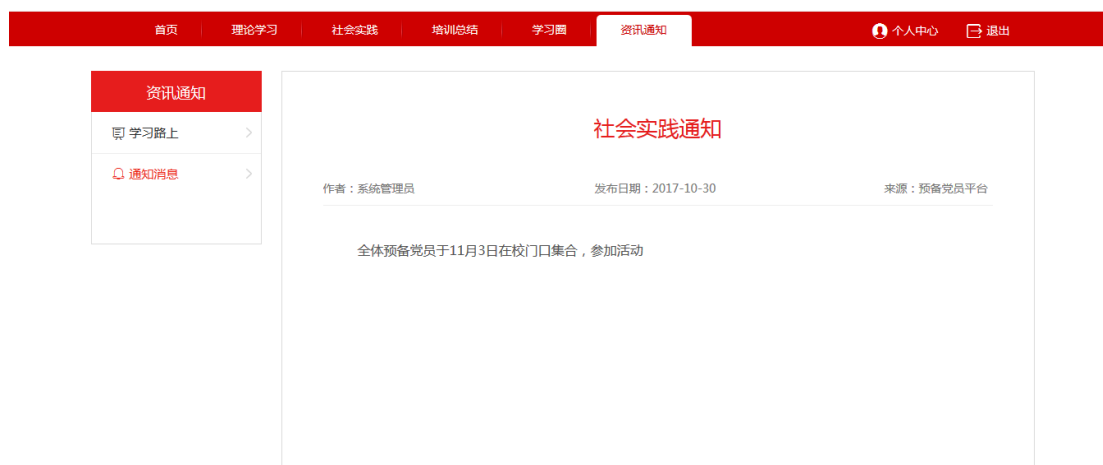 首页 理论学习 社会实践 培训总结 学习圈 资讯通知 个人中心 退出
资讯通知
学习路上
通知消息
社会实践通知
作者：系统管理员 发布日期：2017-10-30 来源：预备党员平台
全体预备党员于11月3日在校门口集合，参加活动